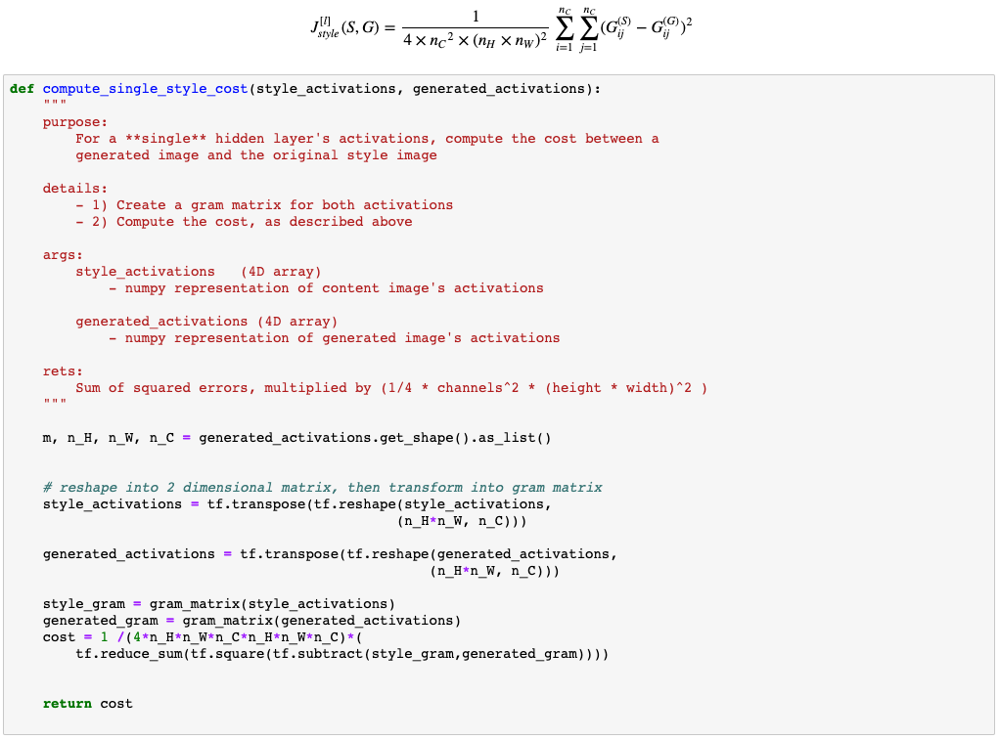 J_{style}^{[l]}(S, G) = \frac{1}{4 × n_C^2 × (n_H × n_W)^2} \sum_{i=1}^{n_C} \sum_{j=1}^{n_C} (G_{ij}^{(S)} − G_{ij}^{(G)})^2
def compute_single_style_cost(style_activations, generated_activations):
    """
    purpose:
        For a **single** hidden layer's activations, compute the cost between a
        generated image and the original style image

    details:
        - 1) Create a gram matrix for both activations
        - 2) Compute the cost, as described above

    args:
        style_activations   (4D array)
            - numpy representation of content image's activations

        generated_activations (4D array)
            - numpy representation of generated image's activations

    rets:
        Sum of squared errors, multiplied by (1/4 * channels^2 * (height * width)^2 )
    """

    m, n_H, n_W, n_C = generated_activations.get_shape().as_list()

    # reshape into 2 dimensional matrix, then transform into gram matrix
    style_activations = tf.transpose(tf.reshape(style_activations,
                                               (n_H*n_W, n_C)))

    generated_activations = tf.transpose(tf.reshape(generated_activations,
                                                   (n_H*n_W, n_C)))

    style_gram = gram_matrix(style_activations)
    generated_gram = gram_matrix(generated_activations)
    cost = 1 /(4*n_H*n_W*n_C*n_H*n_W*n_C)*(
        tf.reduce_sum(tf.square(tf.subtract(style_gram,generated_gram))))

    return cost